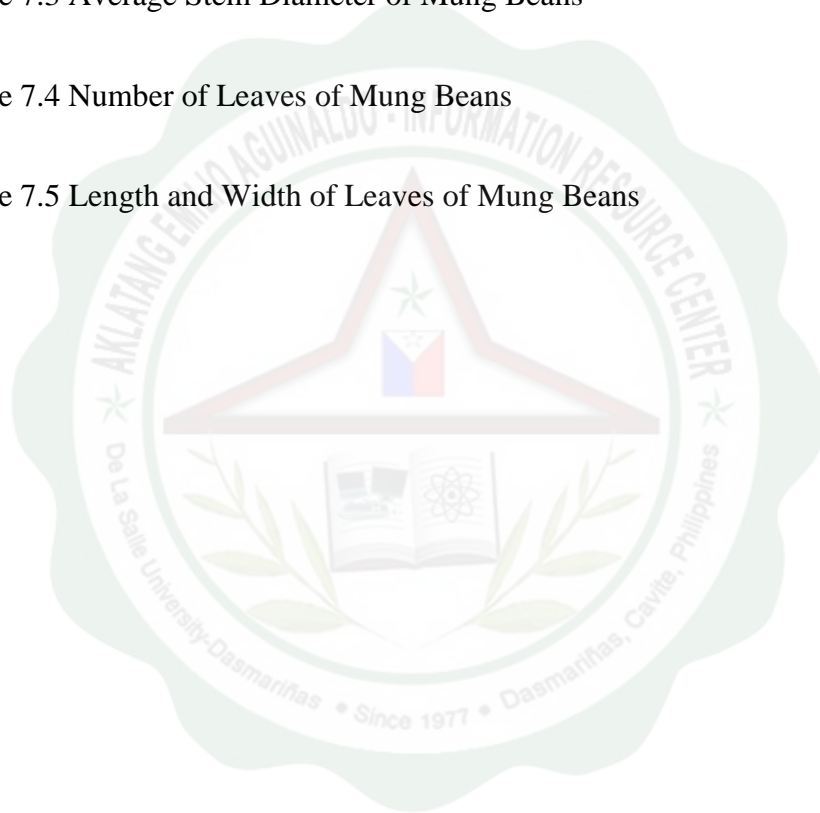 e 7.3 Average Stem Diameter of Mung Beans
e 7.4 Number of Leaves of Mung Beans
e 7.5 Length and Width of Leaves of Mung Beans
AKLATANG EMILIO AGUINALDO - INFORMATION RESOURCE CENTER
De La Salle University-Dasmariñas • Since 1977 • Dasmariñas, Cavite, Philippines